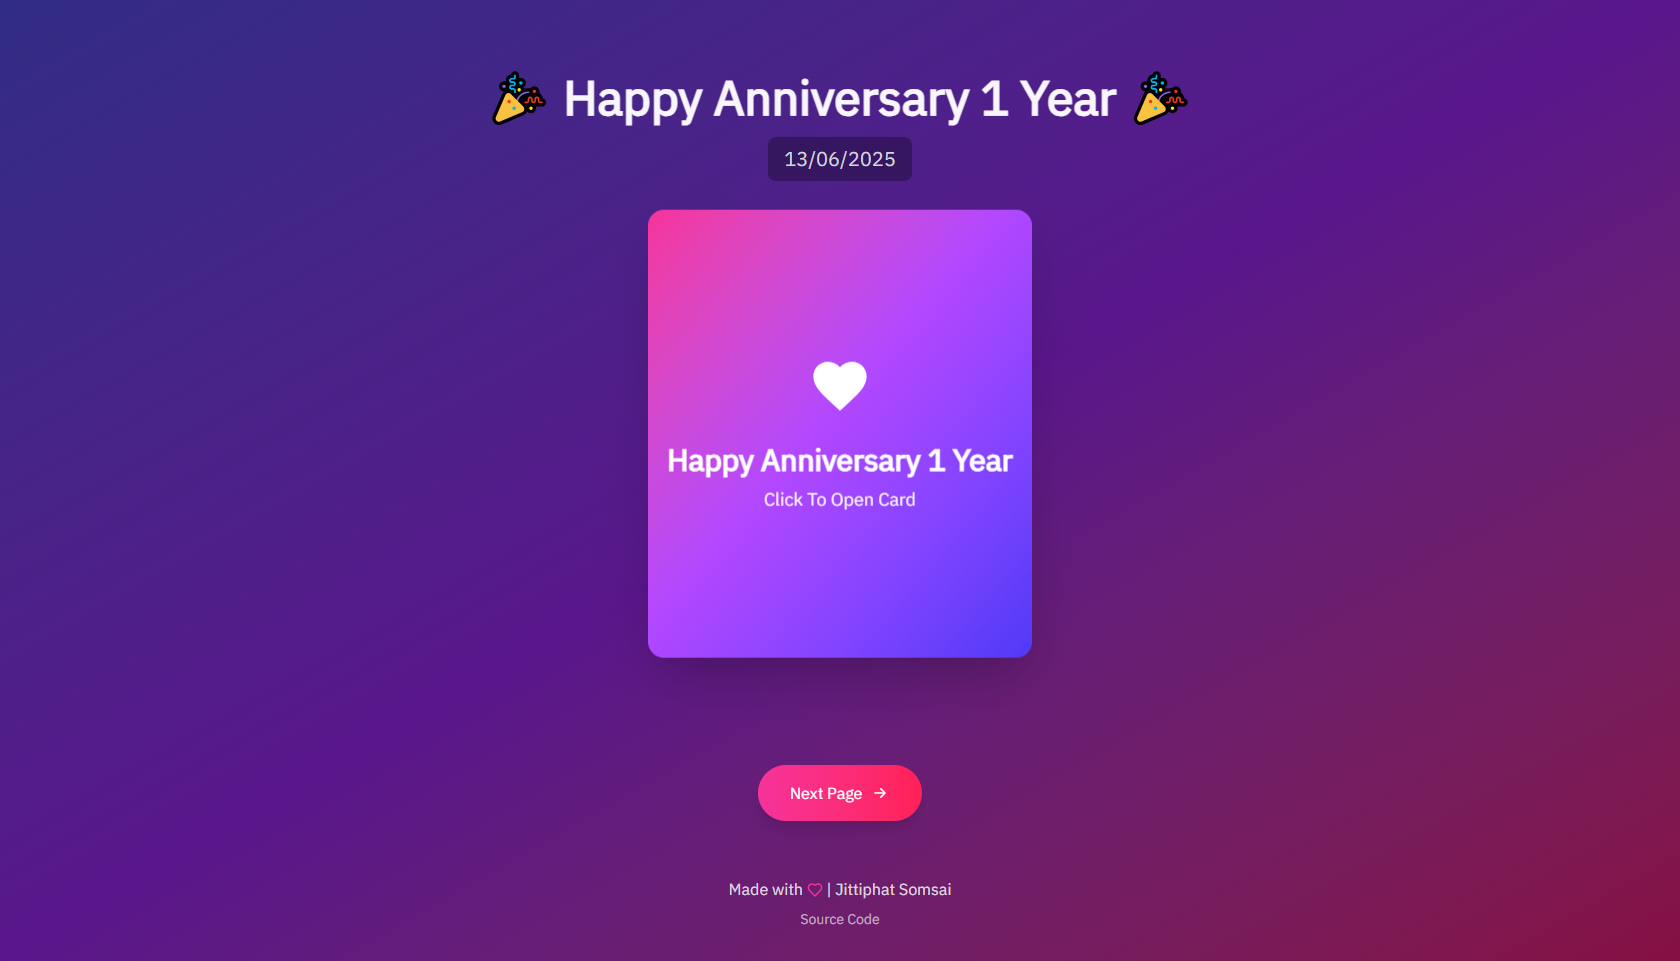 Happy Anniversary 1 Year
13/06/2025
Happy Anniversary 1 Year
Click To Open Card
Next Page →
Made with ♡ | Jittiphat Somsai
Source Code